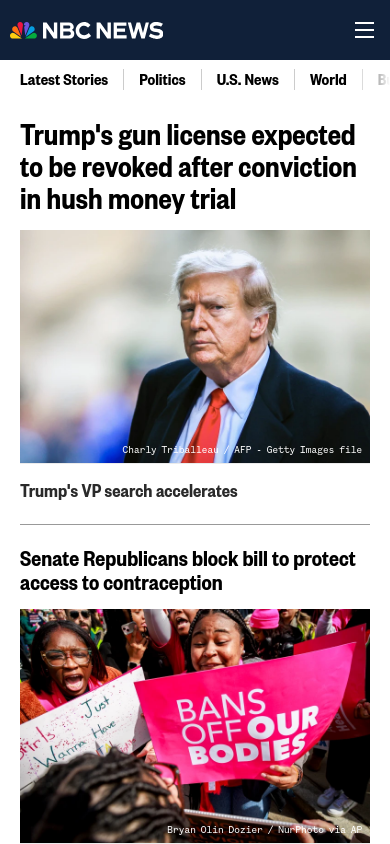 NBC NEWS
Latest Stories
Politics
U.S. News
World
Trump's gun license expected
to be revoked after conviction
in hush money trial
Charly Triballeau / AFP - Getty Images file
Trump's VP search accelerates
Senate Republicans block bill to protect
access to contraception
Just
Girls
Wanna Have
BANS
OFF OUR
BODIES
Bryan Olin Dozier / NurPhoto via AP